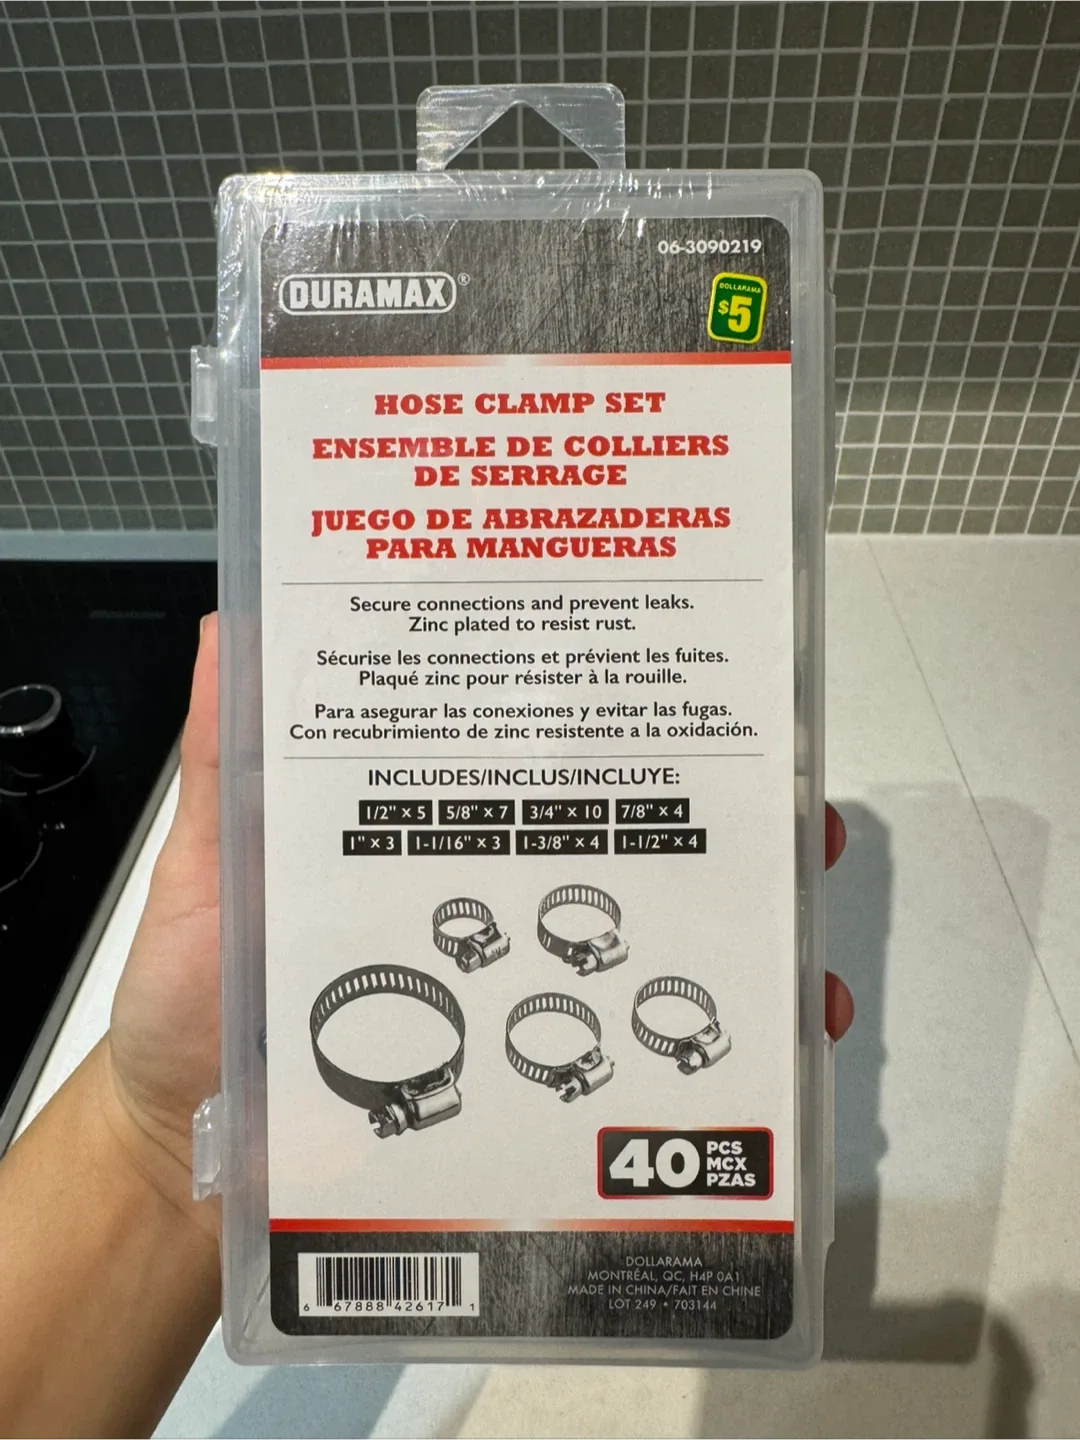 06-3090219
DURAMAX®
DOLLARAMA
$5
HOSE CLAMP SET
ENSEMBLE DE COLLIERS
DE SERRAGE
JUEGO DE ABRAZADERAS
PARA MANGUERAS
Secure connections and prevent leaks.
Zinc plated to resist rust.
Sécurise les connections et prévient les fuites.
Plaqué zinc pour résister à la rouille.
Para asegurar las conexiones y evitar las fugas.
Con recubrimiento de zinc resistente a la oxidación.
INCLUDES/INCLUS/INCLUYE:
1/2" x 5 5/8" x 7 3/4" x 10 7/8" x 4
1" x 3 1-1/16" x 3 1-3/8" x 4 1-1/2" x 4
40 PCS
MCX
PZAS
6 67888 42617 1
DOLLARAMA
MONTRÉAL, QC, H4P 0A1
MADE IN CHINA/FAIT EN CHINE
LOT 249 • 703144